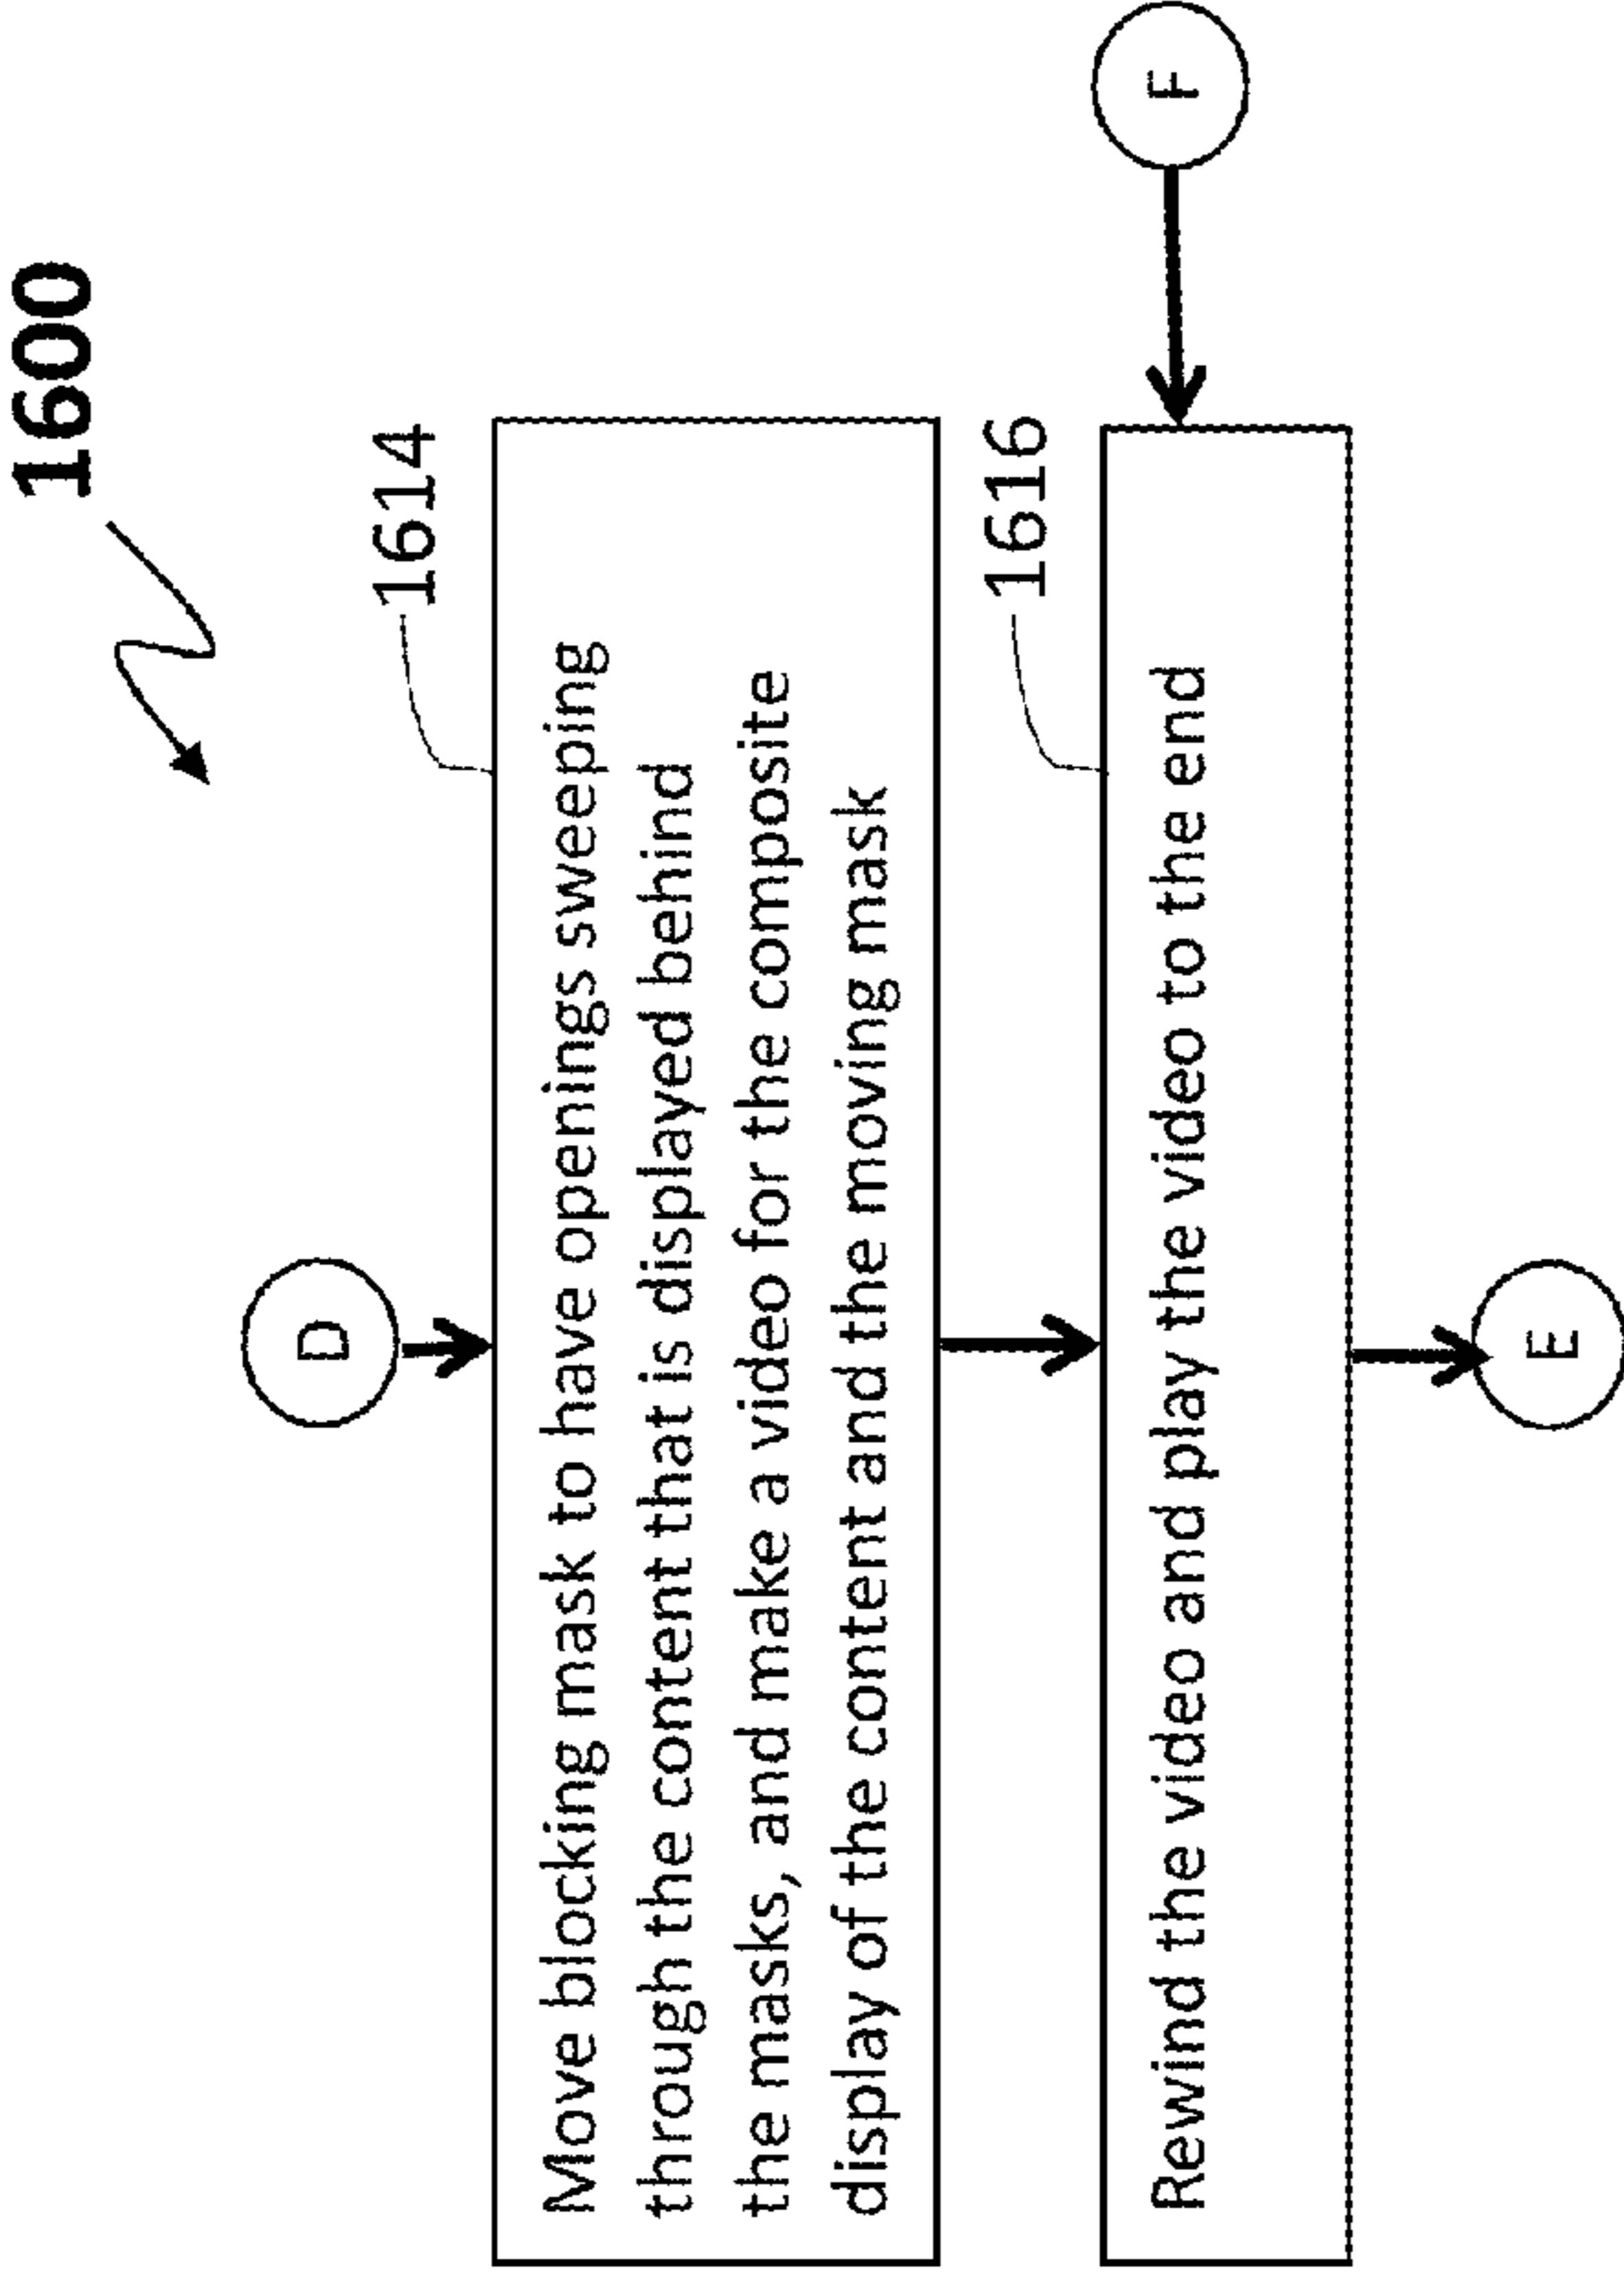 1600
D
1614
Move blocking mask to have openings sweeping
through the content that is displayed behind
the masks, and make a video for the composite
display of the content and the moving mask
1616
Rewind the video and play the video to the end
F
E